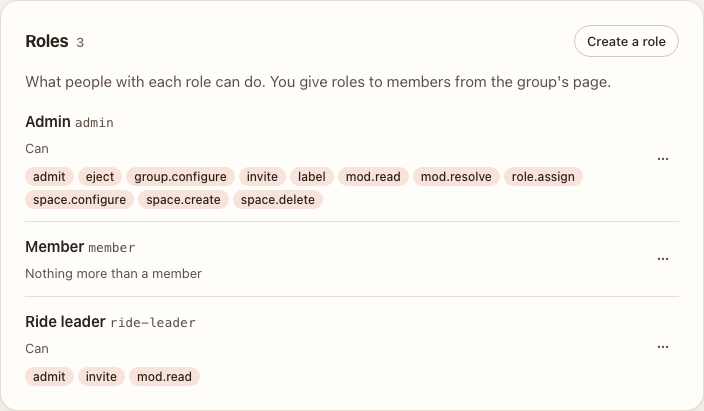 Roles 3
Create a role
What people with each role can do. You give roles to members from the group's page.
Admin admin
Can
admit eject group.configure invite label mod.read mod.resolve role.assign
space.configure space.create space.delete
Member member
Nothing more than a member
Ride leader ride-leader
Can
admit invite mod.read